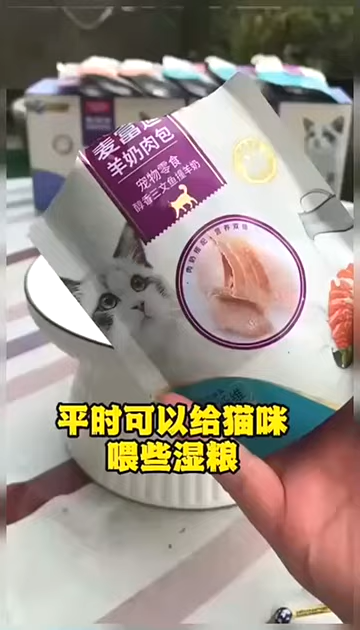 麦富迪
羊奶肉包
宠物零食
醇香三文鱼撞羊奶
平时可以给猫咪
喂些湿粮